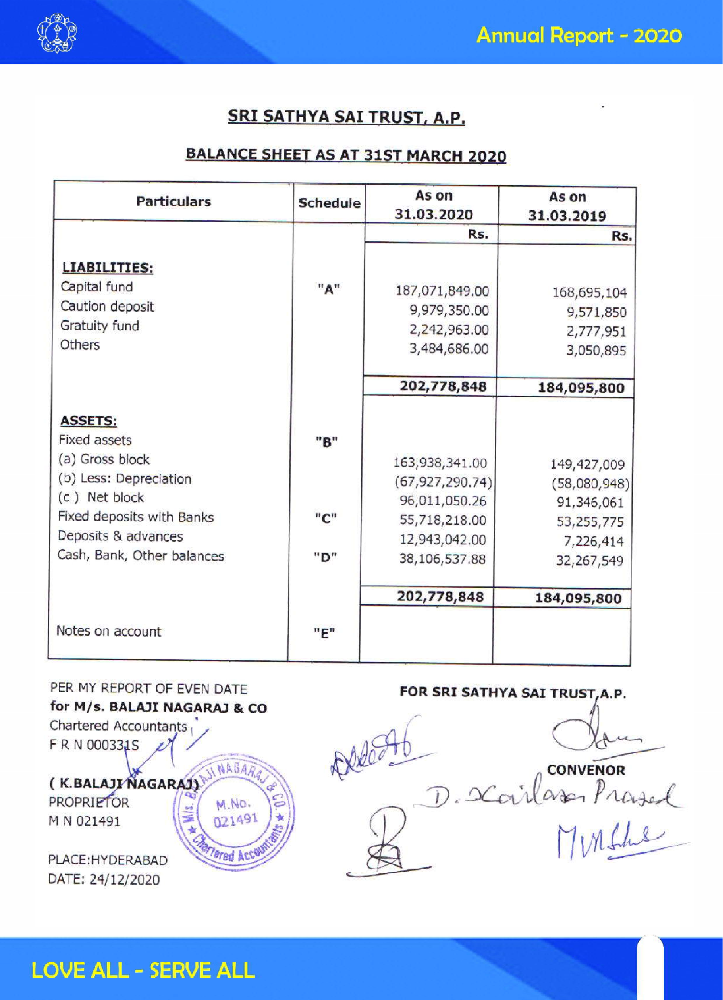 Annual Report - 2020
SRI SATHYA SAI TRUST, A.P.
BALANCE SHEET AS AT 31ST MARCH 2020
Particulars Schedule As on 31.03.2020 As on 31.03.2019
Rs. Rs.
LIABILITIES:
Capital fund "A" 187,071,849.00 168,695,104
Caution deposit 9,979,350.00 9,571,850
Gratuity fund 2,242,963.00 2,777,951
Others 3,484,686.00 3,050,895
202,778,848 184,095,800
ASSETS:
Fixed assets "B"
(a) Gross block 163,938,341.00 149,427,009
(b) Less: Depreciation (67,927,290.74) (58,080,948)
(c ) Net block 96,011,050.26 91,346,061
Fixed deposits with Banks "C" 55,718,218.00 53,255,775
Deposits & advances 12,943,042.00 7,226,414
Cash, Bank, Other balances "D" 38,106,537.88 32,267,549
202,778,848 184,095,800
Notes on account "E"
PER MY REPORT OF EVEN DATE
for M/s. BALAJI NAGARAJ & CO
Chartered Accountants
F R N 000331S
( K.BALAJI NAGARAJ)
PROPRIETOR
M N 021491
PLACE:HYDERABAD
DATE: 24/12/2020
M/s. BALAJI NAGARAJ & CO.
M.No.
021491
Chartered Accountants
FOR SRI SATHYA SAI TRUST,A.P.
CONVENOR
D. Prasad
LOVE ALL - SERVE ALL